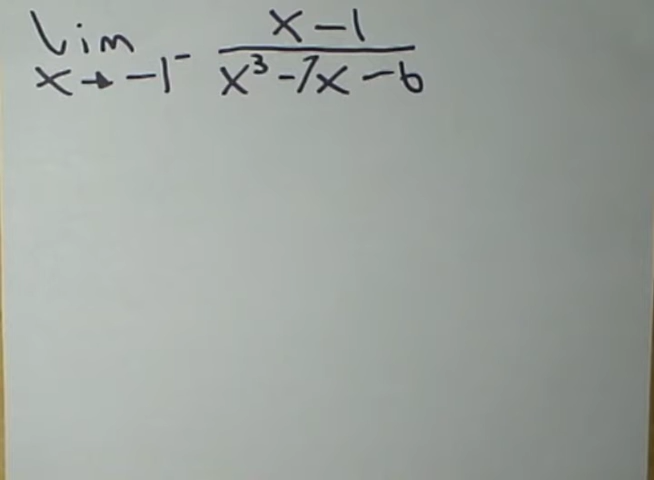 lim x → -1⁻ (x - 1)/(x³ - 7x - 6)